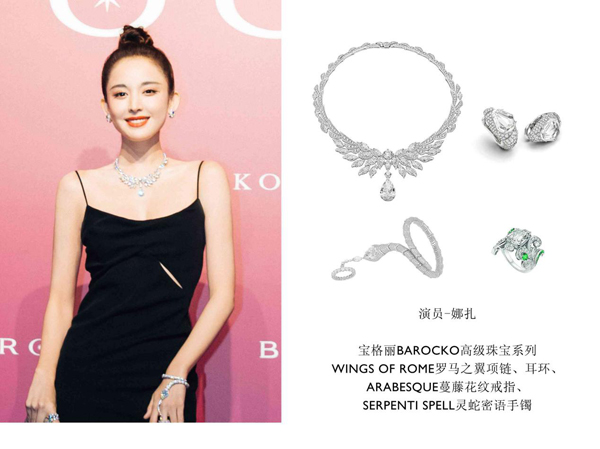 OC
KO
RO
B
演员-娜扎
宝格丽BAROCKO高级珠宝系列
WINGS OF ROME罗马之翼项链、耳环、
ARABESQUE蔓藤花纹戒指、
SERPENTI SPELL灵蛇密语手镯